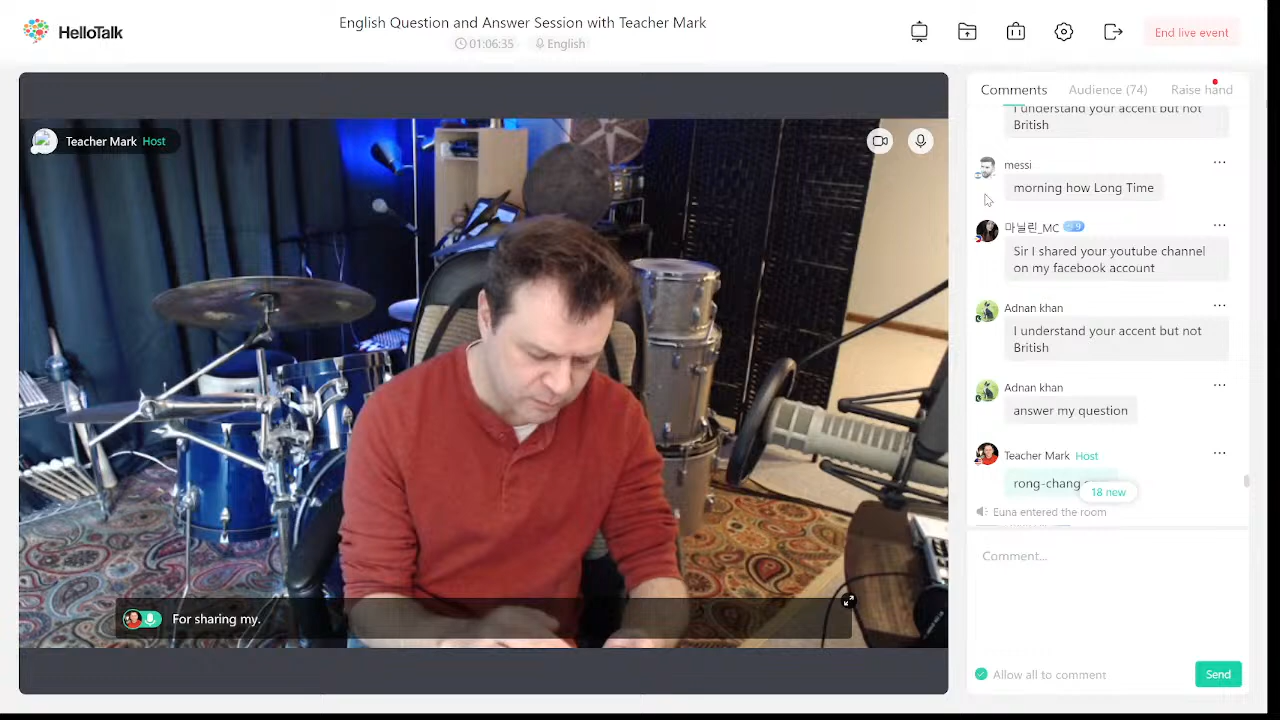 HelloTalk
English Question and Answer Session with Teacher Mark
01:06:35 English
End live event
Teacher Mark Host
For sharing my.
Comments Audience (74) Raise hand
I understand your accent but not
British
messi
morning how Long Time
마닐린_MC 9
Sir I shared your youtube channel
on my facebook account
Adnan khan
I understand your accent but not
British
Adnan khan
answer my question
Teacher Mark Host
rong-chang
18 new
Euna entered the room
Comment...
Allow all to comment
Send